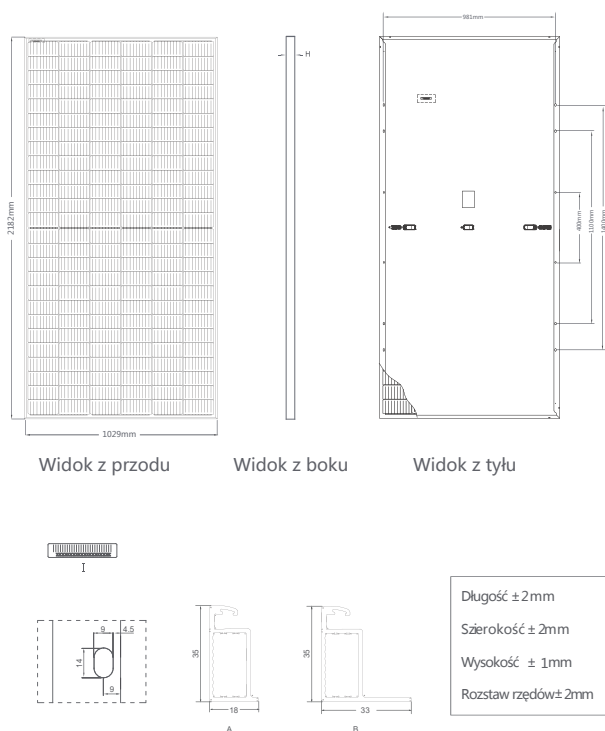 981mm
H
2182mm
400mm
1100mm
1400mm
1029mm
Widok z przodu
Widok z boku
Widok z tyłu
I
9
4.5
14
9
35
18
A
35
33
B
Długość ±2mm
Szierokość ± 2mm
Wysokość ± 1mm
Rozstaw rzędów± 2mm